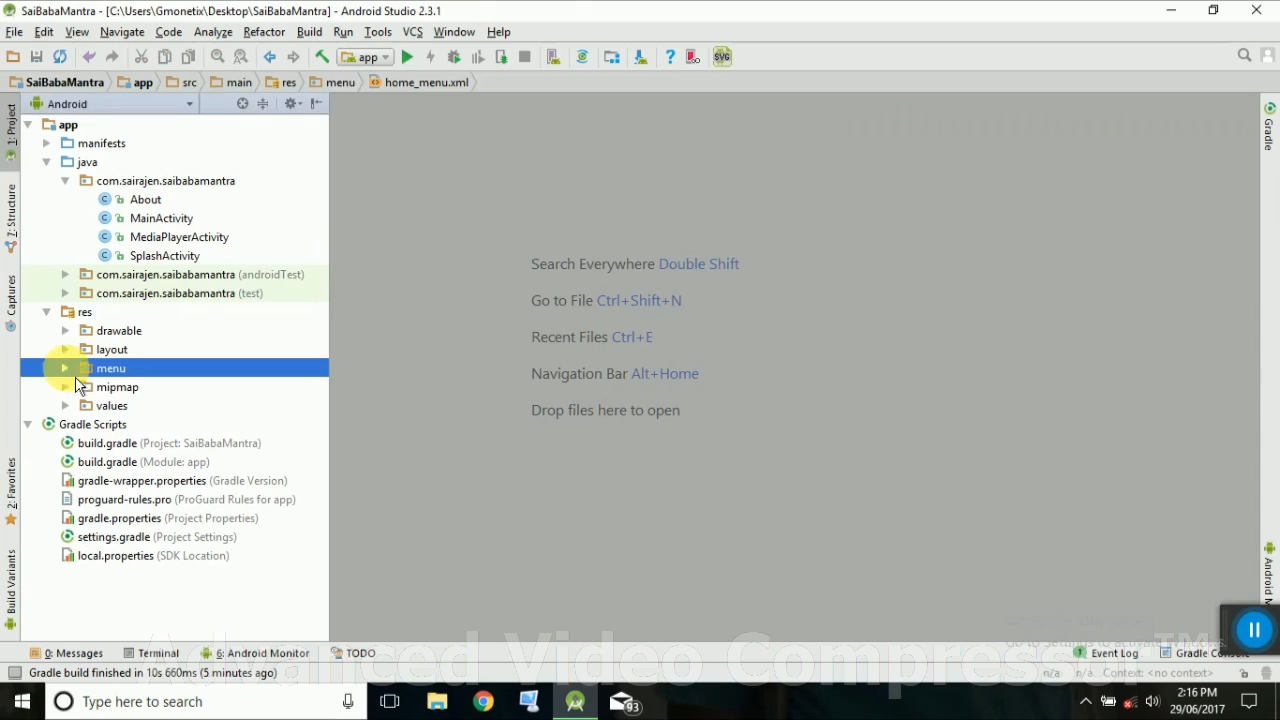 SaiBabaMantra - [C:\Users\Gmonetix\Desktop\SaiBabaMantra] - Android Studio 2.3.1
File Edit View Navigate Code Analyze Refactor Build Run Tools VCS Window Help
app
SVG
SaiBabaMantra app src main res menu home_menu.xml
1: Project
7: Structure
Captures
2: Favorites
Build Variants
Android
app
manifests
java
com.sairajen.saibabamantra
About
MainActivity
MediaPlayerActivity
SplashActivity
com.sairajen.saibabamantra (androidTest)
com.sairajen.saibabamantra (test)
res
drawable
layout
menu
mipmap
values
Gradle Scripts
build.gradle (Project: SaiBabaMantra)
build.gradle (Module: app)
gradle-wrapper.properties (Gradle Version)
proguard-rules.pro (ProGuard Rules for app)
gradle.properties (Project Properties)
settings.gradle (Project Settings)
local.properties (SDK Location)
Search Everywhere Double Shift
Go to File Ctrl+Shift+N
Recent Files Ctrl+E
Navigation Bar Alt+Home
Drop files here to open
Gradle
Android M
Go to Settings to activate
0: Messages Terminal 6: Android Monitor TODO Event Log Gradle Console
Advanced Video Compressor
Gradle build finished in 10s 660ms (5 minutes ago) n/a n/a Context: <no context>
Type here to search
93
2:16 PM
29/06/2017